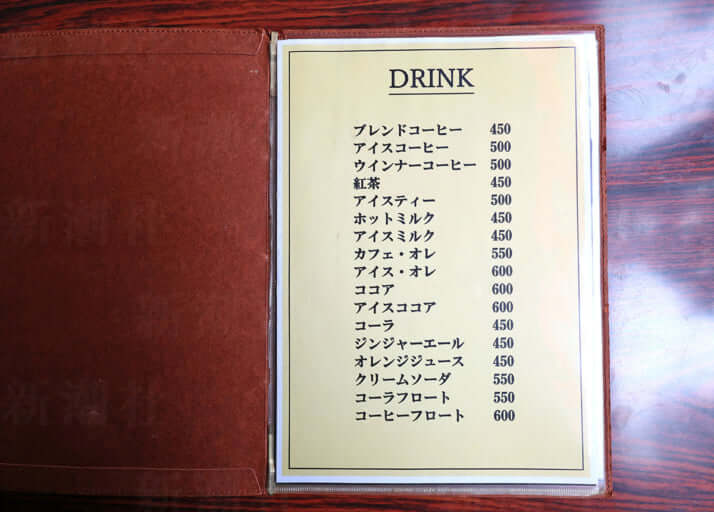 DRINK
ブレンドコーヒー 450
アイスコーヒー 500
ウインナーコーヒー 500
紅茶 450
アイスティー 500
ホットミルク 450
アイスミルク 450
カフェ・オレ 550
アイス・オレ 600
ココア 600
アイスココア 600
コーラ 450
ジンジャーエール 450
オレンジジュース 450
クリームソーダ 550
コーラフロート 550
コーヒーフロート 600
新潮社
新潮社